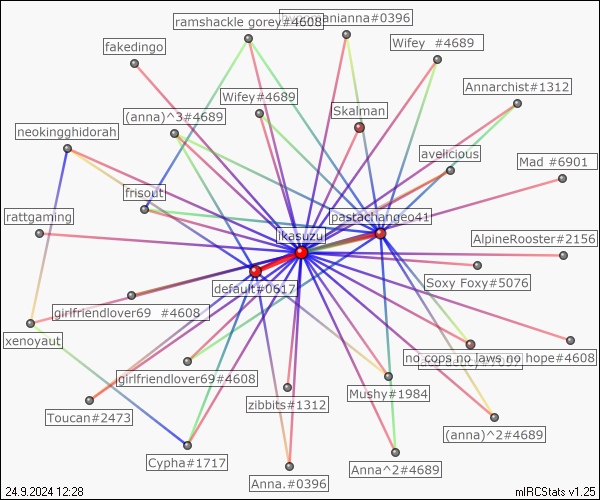 ramshackle gorey#4608
anna#0396
fakedingo
Wifey #4689
Annarchist#1312
Wifey#4689
Skalman
(anna)^3#4689
neokingghidorah
avelicious
Mad #6901
frisout
rattgaming
pastachangeo41
ikasuzu
AlpineRooster#2156
Soxy Foxy#5076
default#0617
girlfriendlover69 #4608
xenoyaut
no cops no laws no hope#4608
girlfriendlover69#4608
Mushy#1984
zibbits#1312
Toucan#2473
(anna)^2#4689
Cypha#1717
Anna^2#4689
Anna.#0396
24.9.2024 12:28
mIRCStats v1.25